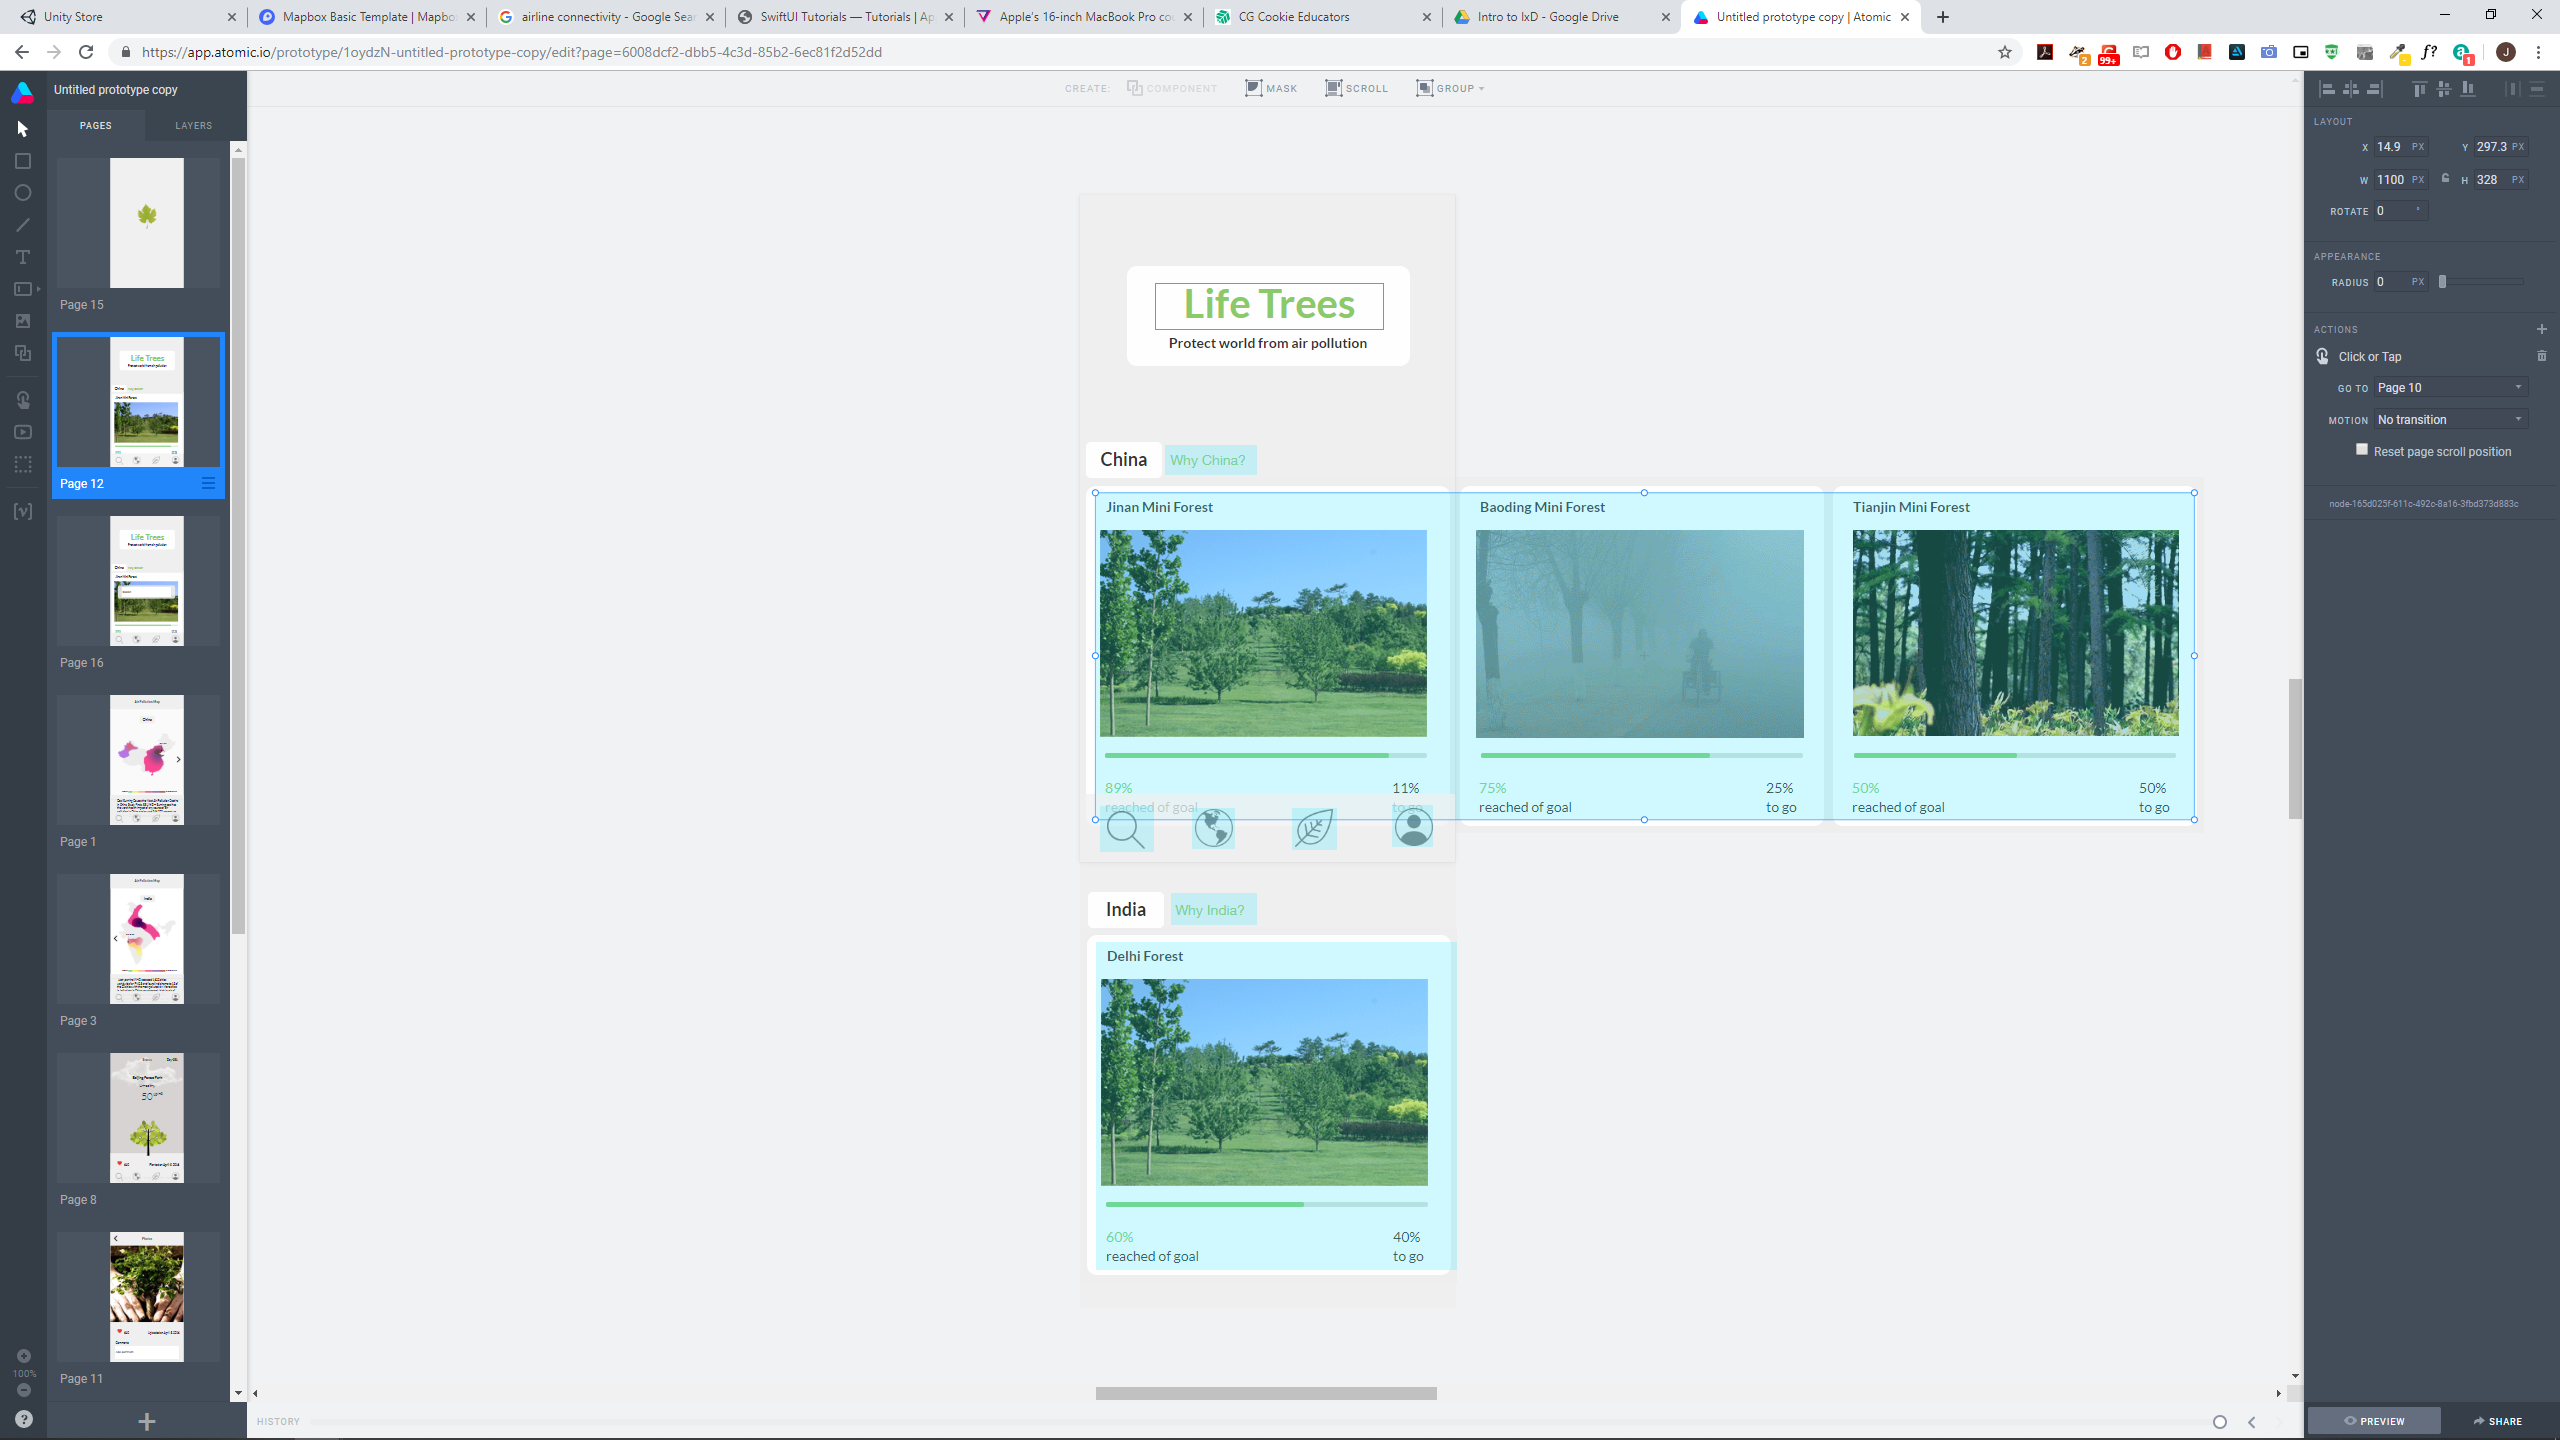 Unity Store
Mapbox Basic Template | Mapbo
airline connectivity - Google Sea
SwiftUI Tutorials — Tutorials | Ap
Apple's 16-inch MacBook Pro co
CG Cookie Educators
Intro to IxD - Google Drive
Untitled prototype copy | Atomic
https://app.atomic.io/prototype/1oydzN-untitled-prototype-copy/edit?page=6008dcf2-dbb5-4c3d-85b2-6ec81f2d52dd
2
99+
f?
1
J
Untitled prototype copy
PAGES
LAYERS
CREATE:
COMPONENT
MASK
SCROLL
GROUP
Page 15
Page 12
Page 16
Page 1
Page 3
Page 8
Page 11
100%
HISTORY
Life Trees
Protect world from air pollution
China
Why China?
Jinan Mini Forest
Baoding Mini Forest
Tianjin Mini Forest
89%
11%
75%
25%
50%
50%
reached of goal
to go
reached of goal
to go
reached of goal
to go
India
Why India?
Delhi Forest
60%
40%
reached of goal
to go
LAYOUT
X 14.9 PX
Y 297.3 PX
W 1100 PX
H 328 PX
ROTATE 0 °
APPEARANCE
RADIUS 0 PX
ACTIONS
Click or Tap
GO TO Page 10
MOTION No transition
Reset page scroll position
node-165d025f-611c-492c-8a16-3fbd373d883c
PREVIEW
SHARE